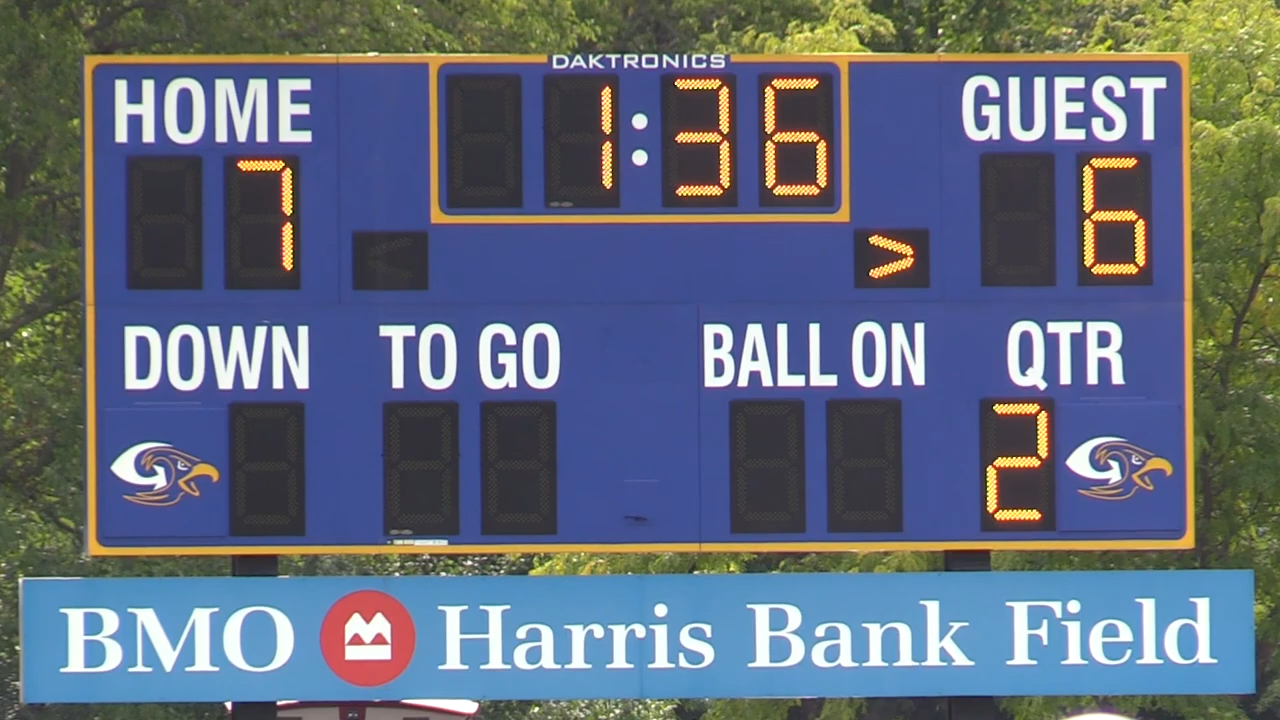 DAKTRONICS
HOME 1:36 GUEST
7 > 6
DOWN TO GO BALL ON QTR
2
BMO Harris Bank Field